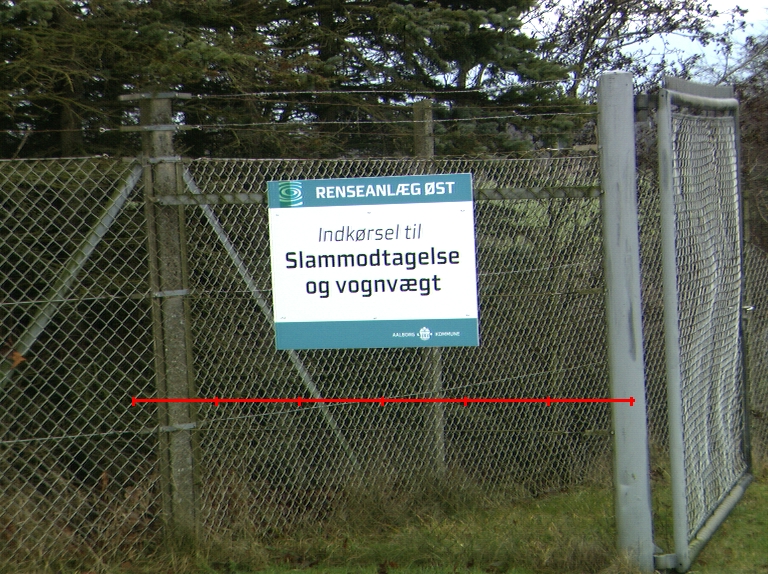 RENSEANLÆG ØST
Indkørsel til
Slammodtagelse
og vognvægt
AALBORG KOMMUNE